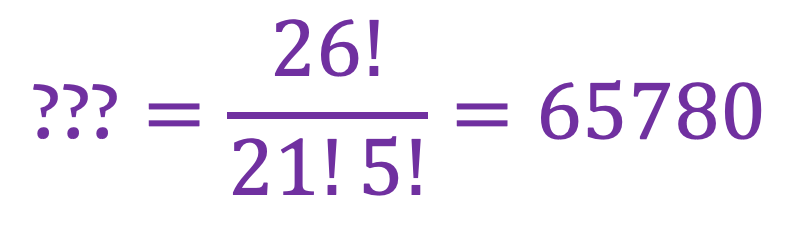 ??? = 26! / 21! 5! = 65780